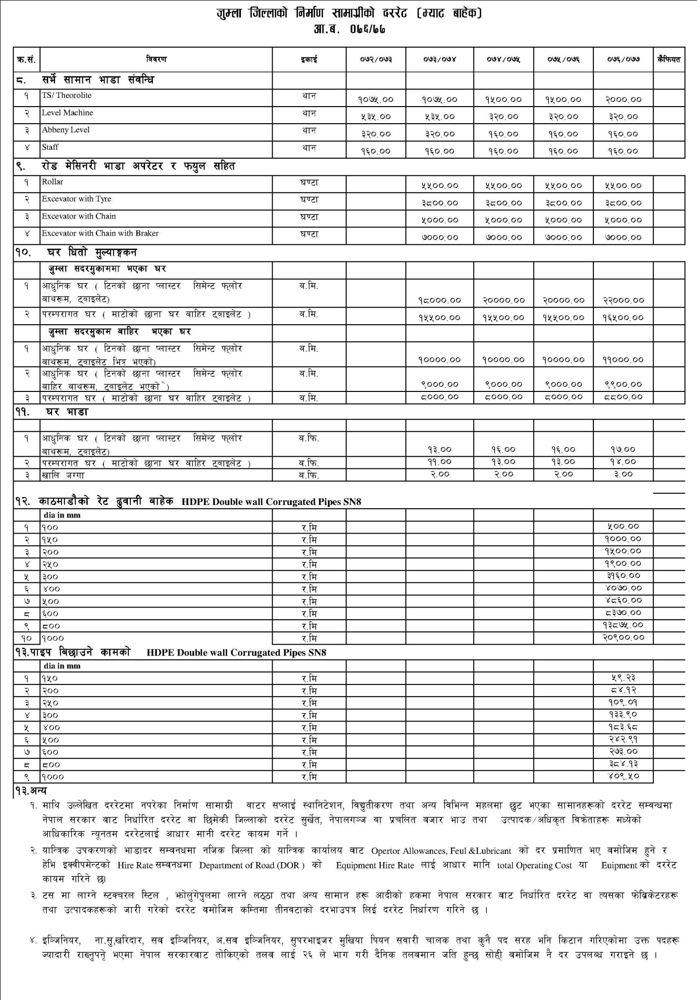 जुम्ला जिल्लाको निर्माण सामाग्रीको दररेट (भ्याट बाहेक)
आ.ब. ०७६/७७
क्र.सं. विवरण इकाई ०७२/०७३ ०७३/०७४ ०७४/०७५ ०७५/०७६ ०७६/०७७ कैफियत
८. सर्भे सामान भाडा संवन्धि
१ TS/ Theorolite थान १०७५.०० १०७५.०० १५००.०० १५००.०० २०००.००
२ Level Machine थान ५३५.०० ५३५.०० ३२०.०० ३२०.०० ३२०.००
३ Abbeny Level थान ३२०.०० ३२०.०० १६०.०० १६०.०० १६०.००
४ Staff थान १६०.०० १६०.०० १६०.०० १६०.०० १६०.००
९. रोड मेसिनरी भाडा अपरेटर र फयुल सहित
१ Rollar घण्टा ५५००.०० ५५००.०० ५५००.०० ५५००.००
२ Excevator with Tyre घण्टा ३८००.०० ३८००.०० ३८००.०० ३८००.००
३ Excevator with Chain घण्टा ५०००.०० ५०००.०० ५०००.०० ५०००.००
४ Excevator with Chain with Braker घण्टा ७०००.०० ७०००.०० ७०००.०० ७०००.००
१०. घर धितो मुल्याङ्गकन
जुम्ला सदरमुकाममा भएका घर
१ आधुनिक घर ( टिनको छाना प्लास्टर सिमेन्ट फ्लोर ब.मि.
बाथरूम, ट्वाइलेट) १८०००.०० २००००.०० २००००.०० २२०००.००
२ परम्परागत घर ( माटोको छाना घर बाहिर ट्वाइलेट ) ब.मि. १५५००.०० १५५००.०० १५५००.०० १६५००.००
जुम्ला सदरमुकाम बाहिर भएका घर
१ आधुनिक घर ( टिनको छाना प्लास्टर सिमेन्ट फ्लोर ब.मि.
बाथरूम, ट्वाइलेट भित्र भएको) १००००.०० १००००.०० १००००.०० ११०००.००
२ आधुनिक घर ( टिनको छाना प्लास्टर सिमेन्ट फ्लोर ब.मि.
बाहिर बाथरूम, ट्वाइलेट भएको`) ९०००.०० ९०००.०० ९०००.०० ९९००.००
३ परम्परागत घर ( माटोको छाना घर बाहिर ट्वाइलेट ) ब.मि. ८०००.०० ८०००.०० ८०००.०० ८८००.००
११. घर भाडा
१ आधुनिक घर ( टिनको छाना प्लास्टर सिमेन्ट फ्लोर ब.फि.
बाथरूम, ट्वाइलेट) १३.०० १६.०० १६.०० १७.००
२ परम्परागत घर ( माटोको छाना घर बाहिर ट्वाइलेट ) ब.फि. ११.०० १३.०० १३.०० १४.००
३ खालि जग्गा ब.फि. २.०० २.०० २.०० ३.००
१२. काठमाडौको रेट ढुवानी बाहेक HDPE Double wall Corrugated Pipes SN8
dia in mm
१ १०० र.मि ५००.००
२ १५० र.मि १०००.००
३ २०० र.मि १५००.००
४ २५० र.मि १९००.००
५ ३०० र.मि ३१६०.००
६ ४०० र.मि ४०७०.००
७ ५०० र.मि ४८६०.००
८ ६०० र.मि ८३७०.००
९ ८०० र.मि १३८७५.००
१० १००० र.मि २०९००.००
१३.पाइप बिछाउने कामको HDPE Double wall Corrugated Pipes SN8
dia in mm
१ १५० र.मि ५९.२३
२ २०० र.मि ८४.१२
३ २५० र.मि १०९.०१
४ ३०० र.मि १३३.९०
५ ४०० र.मि १८३.६८
६ ५०० र.मि २४२.९१
७ ६०० र.मि २७३.००
८ ८०० र.मि ३८४.१३
९ १००० र.मि ४०९.५०
१३.अन्य
१. माथि उल्लेखित दररेटमा नपरेका निर्माण सामाग्री वाटर सप्लाई स्थानिटेशन, विद्युतीकरण तथा अन्य विभिन्न महलमा छुट भएका सामानहरूको दररेट सम्वन्धमा
नेपाल सरकार बाट निर्धारित दररेट वा छिमेकी जिल्लाको दररेट सुर्खेत, नेपालगञ्ज वा प्रचलित बजार भाउ तथा उत्पादक/अधिकृत विक्रेताहरू मध्येको
आधिकारिक न्यूनतम दररेटलाई आधार मानी दररेट कायम गर्ने ।
२. यान्त्रिक उपकरणको भाडादर सम्बनधमा नजिक जिल्ला को यान्त्रिक कार्यालय बाट Opertor Allowances, Feul &Lubricant को दर प्रमाणित भए बमोजिम हुने र
हेभि इक्वीपमेन्टको Hire Rate सम्बनधमा Department of Road (DOR ) को Equipment Hire Rate लाई आधार मानि total Operating Cost या Euipment को दररेट
कायम गरिने छ।
३. टस मा लाग्ने स्टक्चरल स्टिल , झोलुंगेपुलमा लाग्ने लठ्ठा तथा अन्य सामान हरू आदीको हकमा नेपाल सरकार बाट निर्धारित दररेट वा त्यसका फेब्रिकेटरहरू
तथा उत्पादकहरूको जारी गरेको दररेट बमोजिम कम्तिमा तीनवटाको दरभाउपत्र लिई दररेट निर्धारण गरिने छ ।
४. इञ्जिनियर, ना.सु,खरिदार, सब इञ्जिनियर, अ.सब इञ्जिनियर, सुपरभाइजर मुखिया पियन सवारी चालक तथा कुनै पद सरह भनि किटान गरिएकोमा उक्त पदहरू
ज्यादारी राख्नुपर्ने भएमा नेपाल सरकारबाट तोकिएको तलब लाई २६ ले भाग गरी दैनिक तलबमान जति हुन्छ सोही बमोजिम नै दर उपलब्ध गराइने छ ।